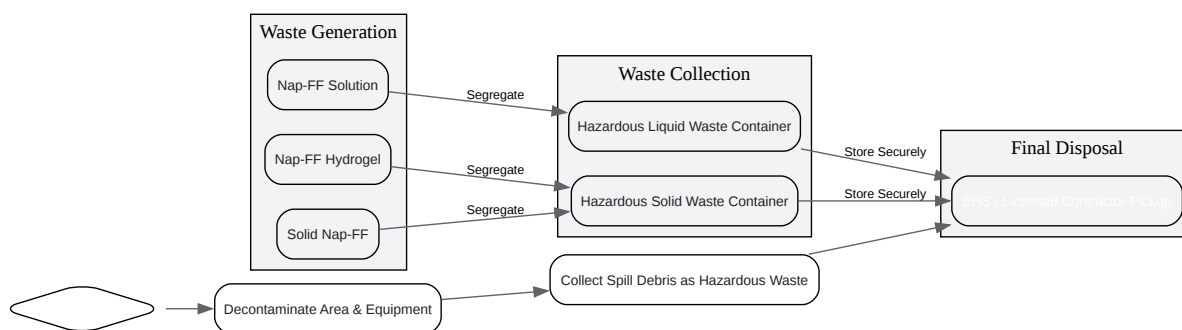 Waste Generation
Nap-FF Solution
Nap-FF Hydrogel
Solid Nap-FF
Segregate
Segregate
Segregate
Waste Collection
Hazardous Liquid Waste Container
Hazardous Solid Waste Container
Store Securely
Store Securely
Final Disposal
EHS / Licensed Contractor Pickup
Decontaminate Area & Equipment
Collect Spill Debris as Hazardous Waste